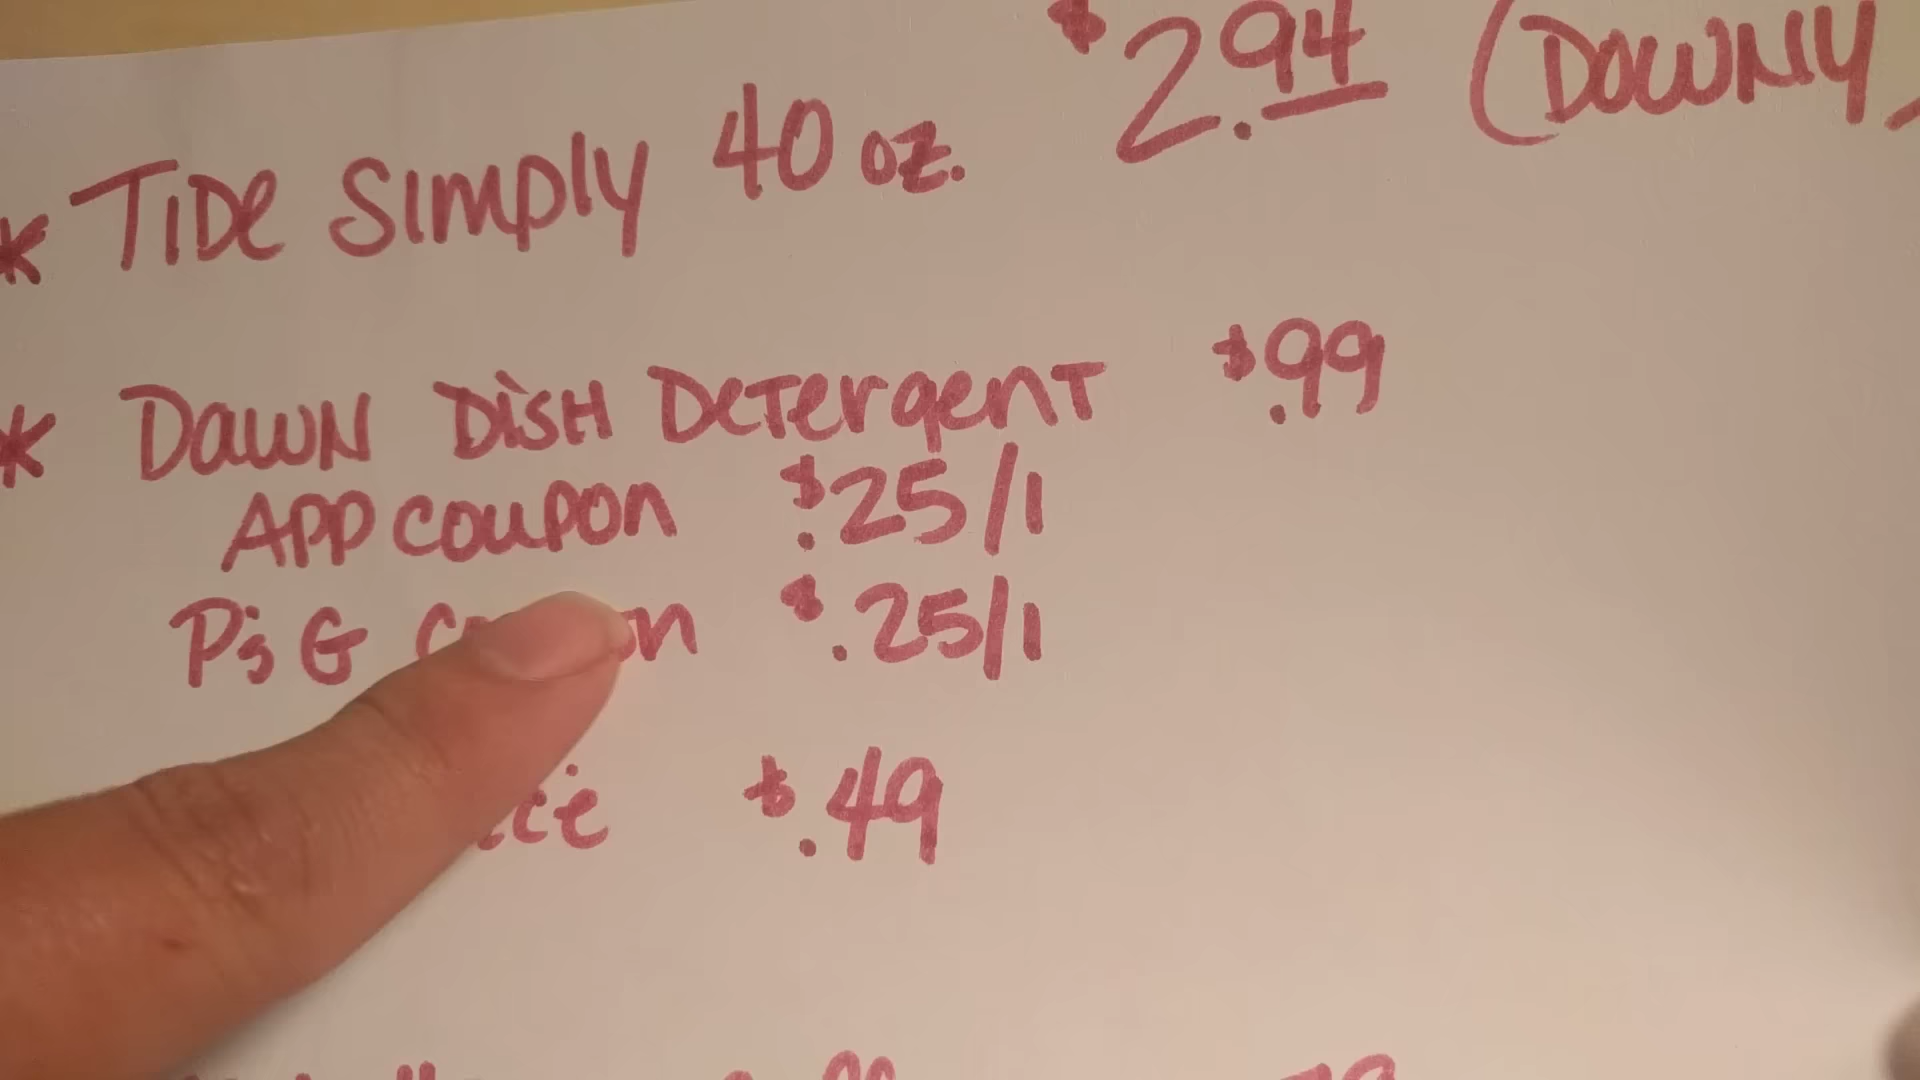 * TIDE SIMPLY 40 oz. $2.94 (DOWNY,
* DAWN DISH DETERGENT $.99
APP COUPON $.25/1
P&G $.25/1
$.49